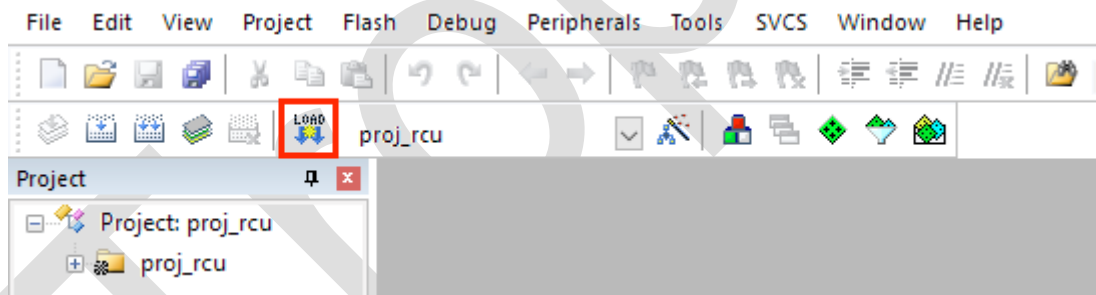 File Edit View Project Flash Debug Peripherals Tools SVCS Window Help
LOAD proj_rcu
Project
Project: proj_rcu
proj_rcu